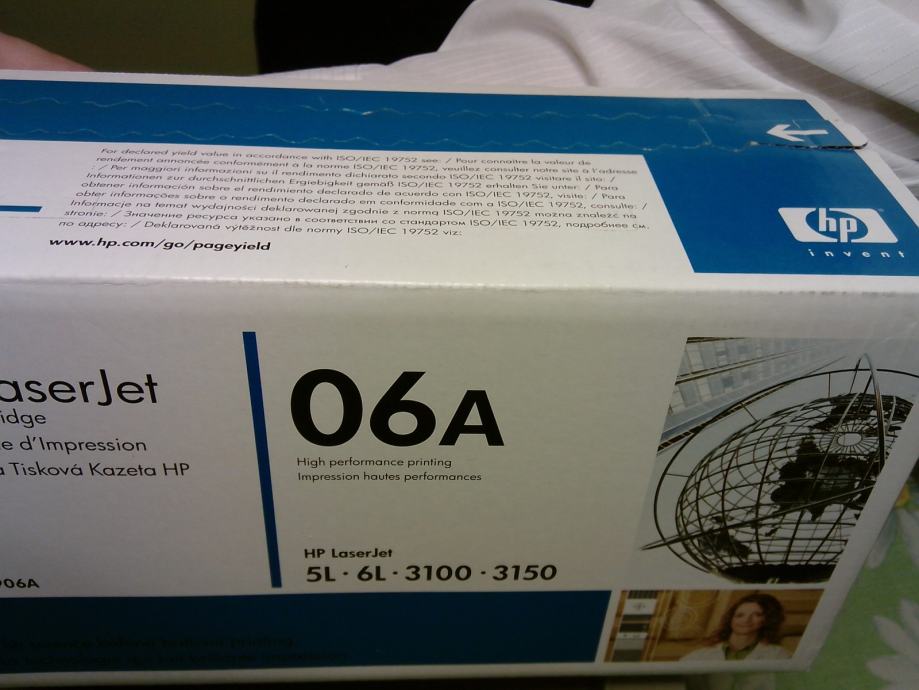 For declared yield value in accordance with ISO/IEC 19752 see: / Pour connaître la valeur de
rendement annoncée conformément à la norme ISO/IEC 19752, veuillez consulter notre site à l'adresse
: / Per maggiori informazioni su il rendimento dichiarato secondo ISO/IEC 19752 visitare il sito: /
Informationen zur durchschnittlichen Ergiebigkeit gemäß ISO/IEC 19752 erhalten Sie unter: / Para
obtener información sobre el rendimiento declarado de acuerdo con ISO/IEC 19752, visite: / Para
obter informações sobre o rendimento declarado em conformidade com a ISO/IEC 19752, consulte: /
Informacje na temat wydajności deklarowanej zgodnie z normą ISO/IEC 19752 można znaleźć na
stronie: / Значение ресурса указано в соответствии со стандартом ISO/IEC 19752, подробнее см.
по адресу: / Deklarovaná výtěžnost dle normy ISO/IEC 19752 viz:
www.hp.com/go/pageyield
hp
invent
aserJet
idge
e d'Impression
a Tisková Kazeta HP
906A
06A
High performance printing
Impression hautes performances
HP LaserJet
5L · 6L · 3100 · 3150